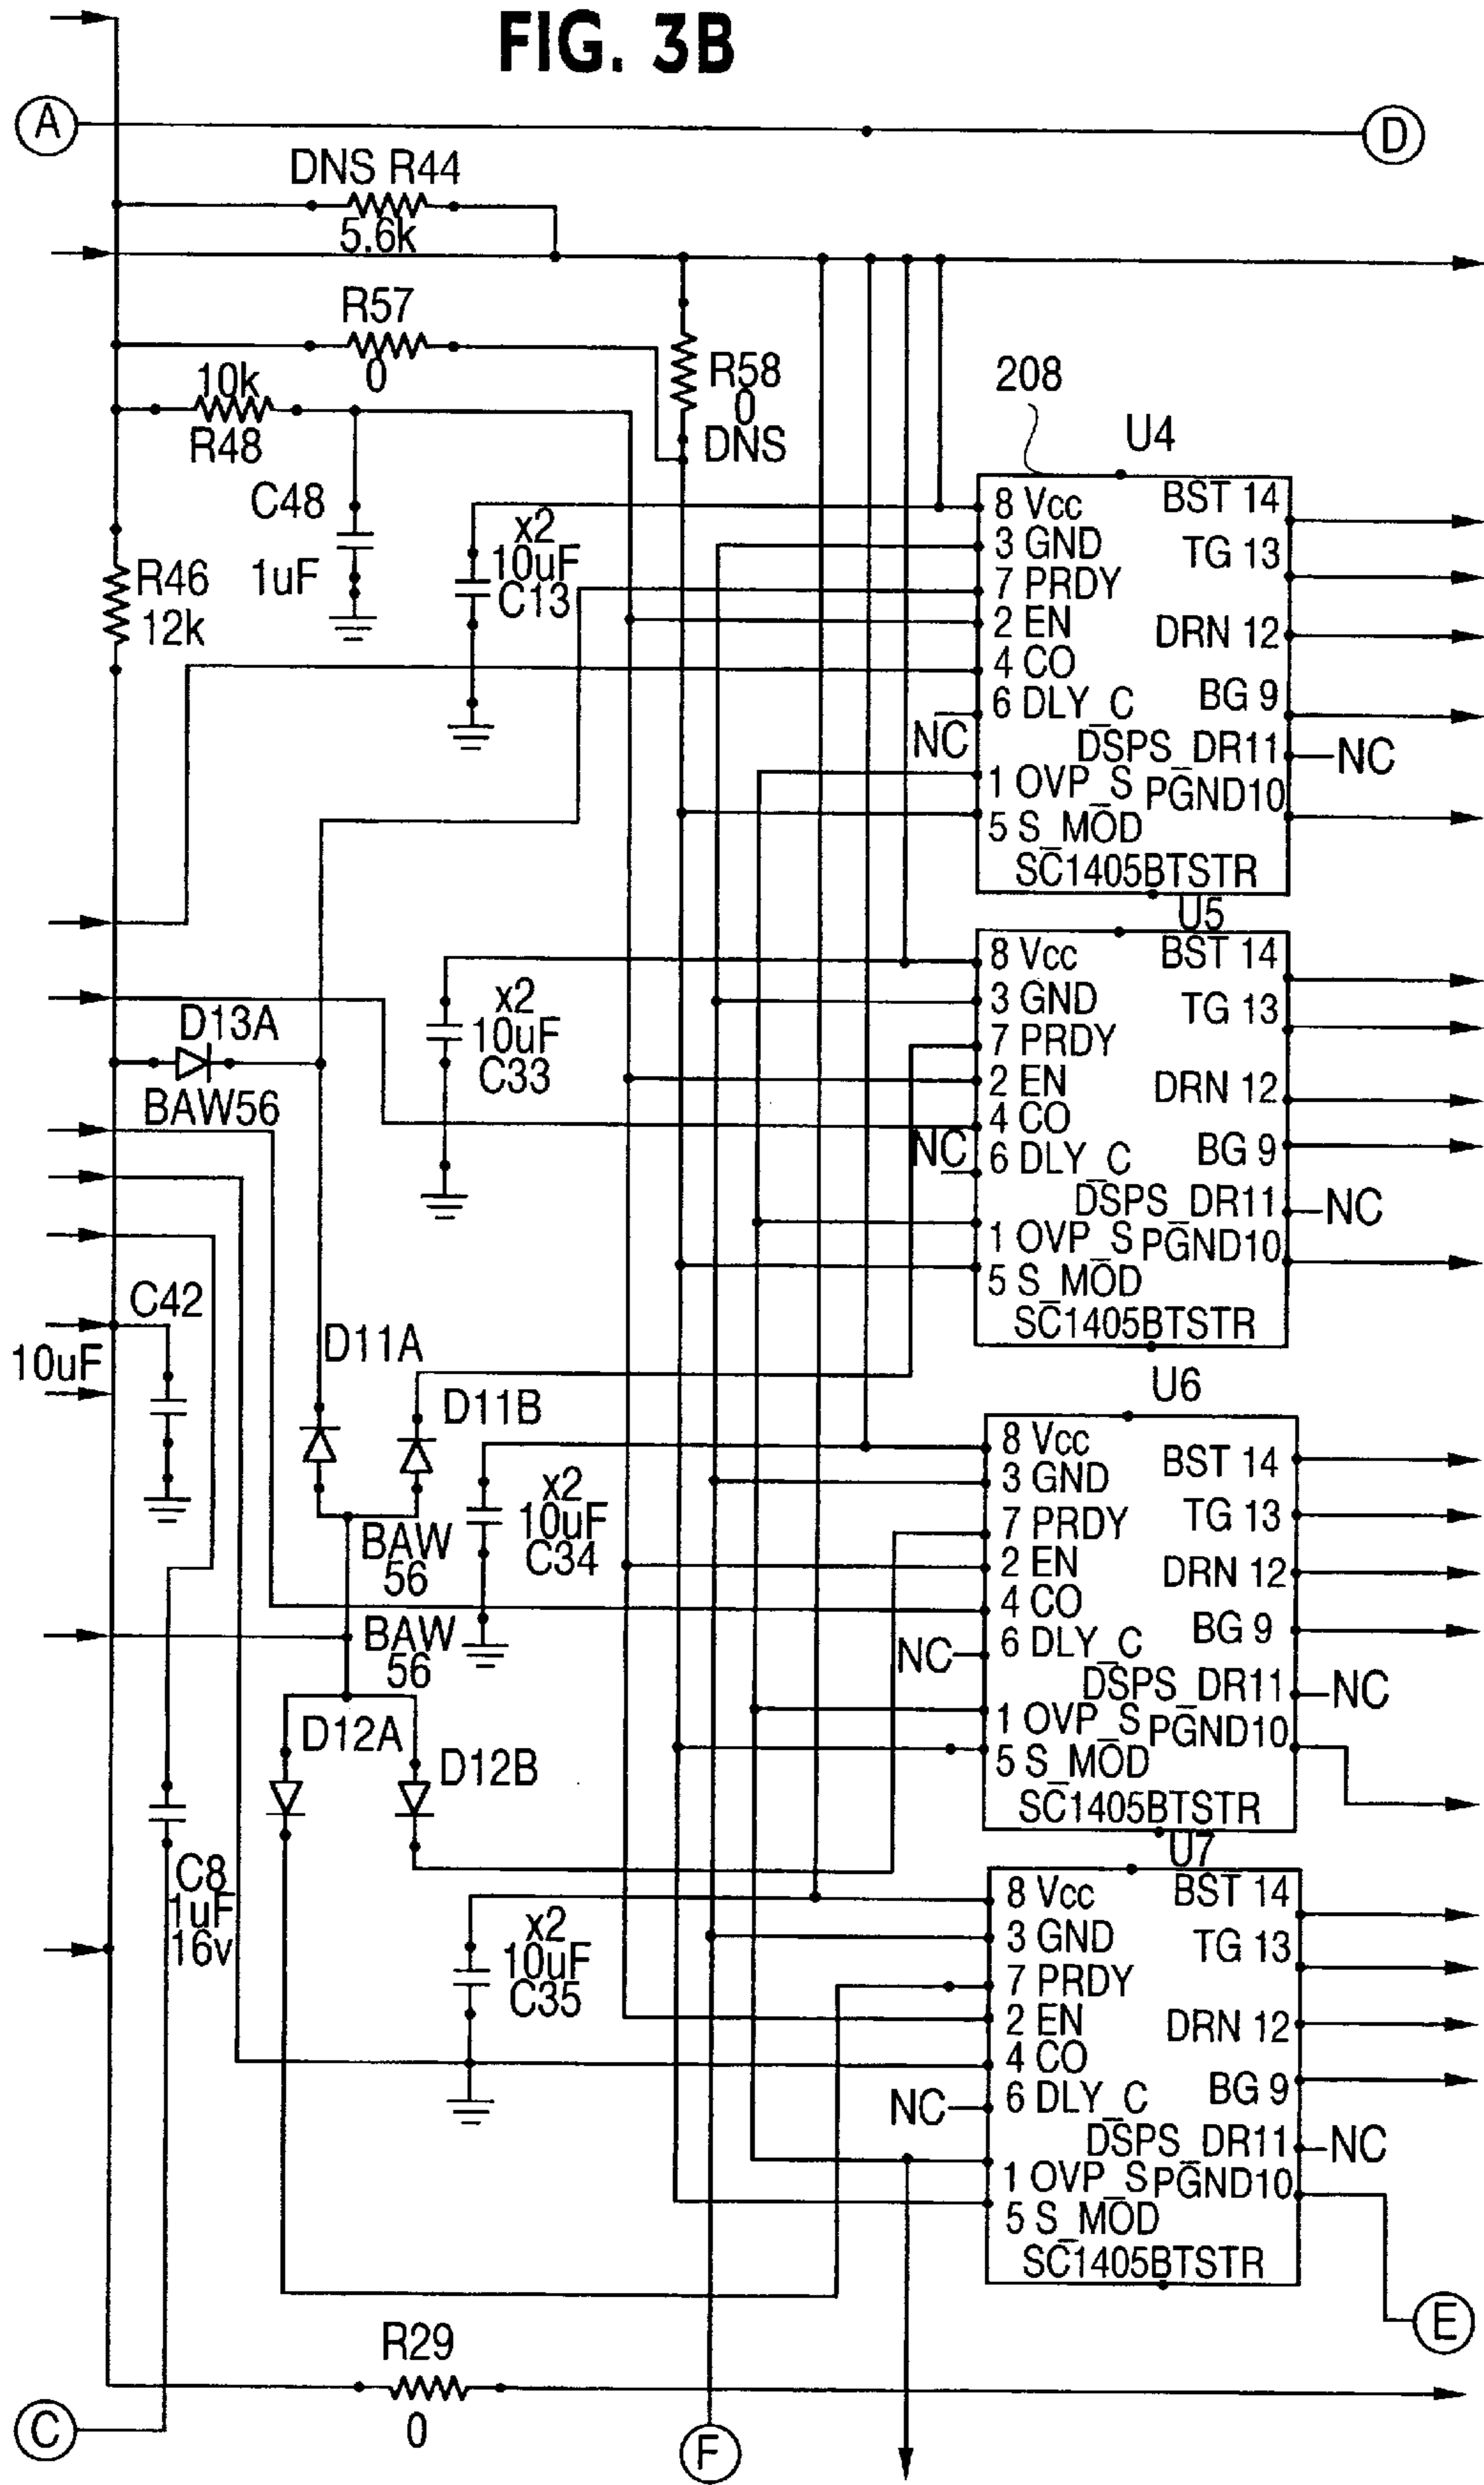 FIG. 3B
A
D
DNS R44
5.6k
R57
0
R58
0
DNS
10k
R48
208
U4
C48
1uF
x2
10uF
C13
R46
12k
8 Vcc
3 GND
7 PRDY
2 EN
4 CO
6 DLY_C
NC
1 OVP_S
5 S_MOD
BST 14
TG 13
DRN 12
BG 9
DSPS_DR11
NC
PGND10
SC1405BTSTR
U5
D13A
BAW56
x2
10uF
C33
8 Vcc
3 GND
7 PRDY
2 EN
4 CO
6 DLY_C
NC
1 OVP_S
5 S_MOD
BST 14
TG 13
DRN 12
BG 9
DSPS_DR11
NC
PGND10
SC1405BTSTR
C42
10uF
D11A
D11B
U6
BAW
56
x2
10uF
C34
8 Vcc
3 GND
7 PRDY
2 EN
4 CO
6 DLY_C
NC
1 OVP_S
5 S_MOD
BST 14
TG 13
DRN 12
BG 9
DSPS_DR11
NC
PGND10
SC1405BTSTR
BAW
56
D12A
D12B
U7
C8
1uF
16v
x2
10uF
C35
8 Vcc
3 GND
7 PRDY
2 EN
4 CO
6 DLY_C
NC
1 OVP_S
5 S_MOD
BST 14
TG 13
DRN 12
BG 9
DSPS_DR11
NC
PGND10
SC1405BTSTR
E
R29
0
C
F